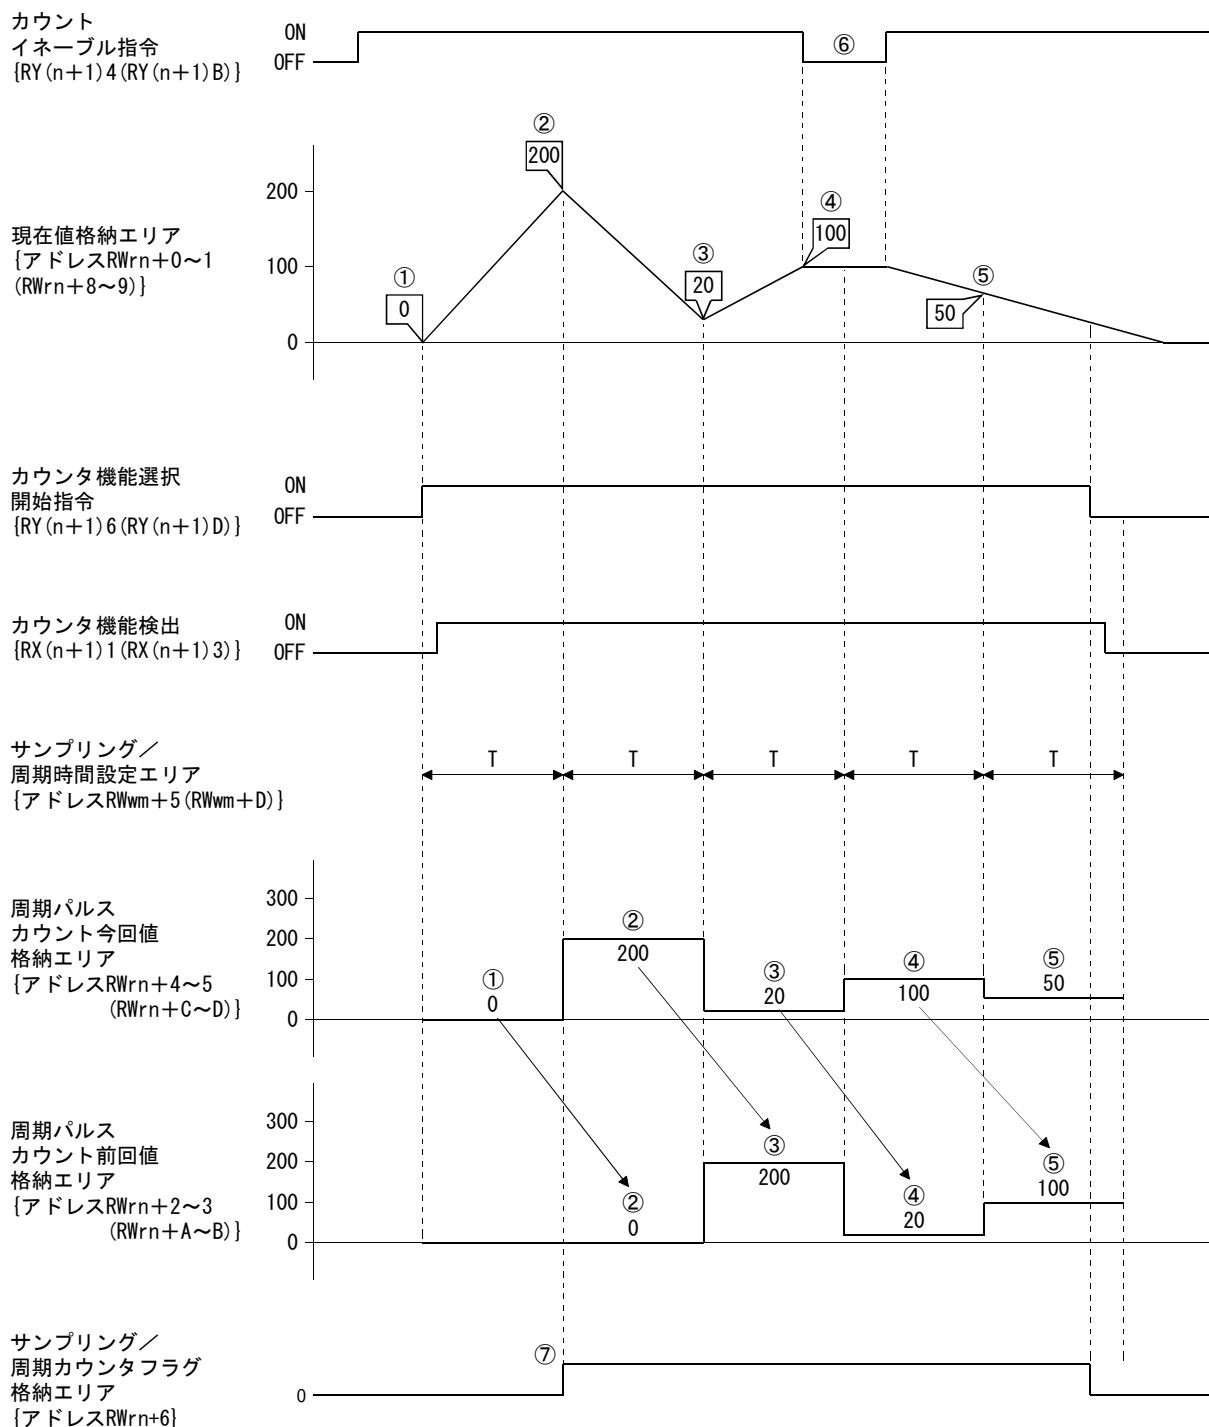 カウント
イネーブル指令
{RY(n+1)4(RY(n+1)B)}
ON
OFF
⑥
現在値格納エリア
{アドレスRWrn+0～1
(RWrn+8～9)}
200
100
0
①
0
②
200
③
20
④
100
⑤
50
カウンタ機能選択
開始指令
{RY(n+1)6(RY(n+1)D)}
ON
OFF
カウンタ機能検出
{RX(n+1)1(RX(n+1)3)}
ON
OFF
サンプリング／
周期時間設定エリア
{アドレスRWwm+5(RWwm+D)}
T
T
T
T
T
周期パルス
カウント今回値
格納エリア
{アドレスRWrn+4～5
(RWrn+C～D)}
300
200
100
0
①
0
②
200
③
20
④
100
⑤
50
周期パルス
カウント前回値
格納エリア
{アドレスRWrn+2～3
(RWrn+A～B)}
300
200
100
0
②
0
③
200
④
20
⑤
100
サンプリング／
周期カウンタフラグ
格納エリア
{アドレスRWrn+6}
0
⑦